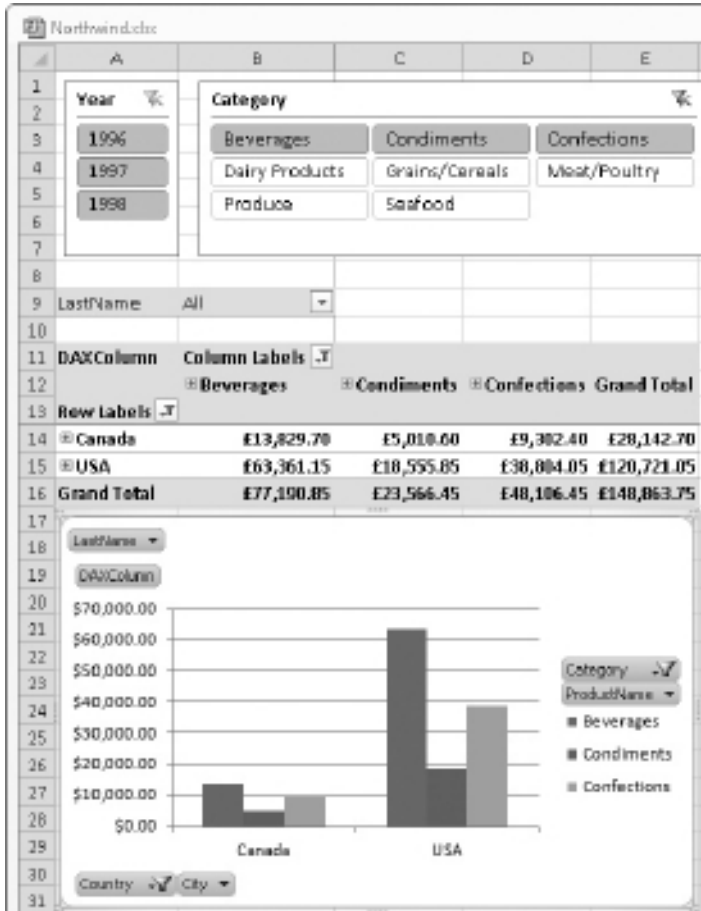 Northwind.xlsx
A B C D E
1 Year Category
2
3 1996 Beverages Condiments Confections
4 1997 Dairy Products Grains/Cereals Meat/Poultry
5 1998 Produce Seafood
6
7
8
9 LastName All
10
11 DAXColumn Column Labels
12 Beverages Condiments Confections Grand Total
13 Row Labels
14 Canada £13,829.70 £5,010.60 £9,302.40 £28,142.70
15 USA £63,361.15 £18,555.85 £38,804.05 £120,721.05
16 Grand Total £77,190.85 £23,566.45 £48,106.45 £148,863.75
17
18 LastName
19 DAXColumn
20 $70,000.00
21 $60,000.00
22 $50,000.00 Category
23 ProductName
24 $40,000.00 Beverages
25 $30,000.00
26 $20,000.00 Condiments
27 $10,000.00 Confections
28 $0.00
29 Canada USA
30 Country City
31